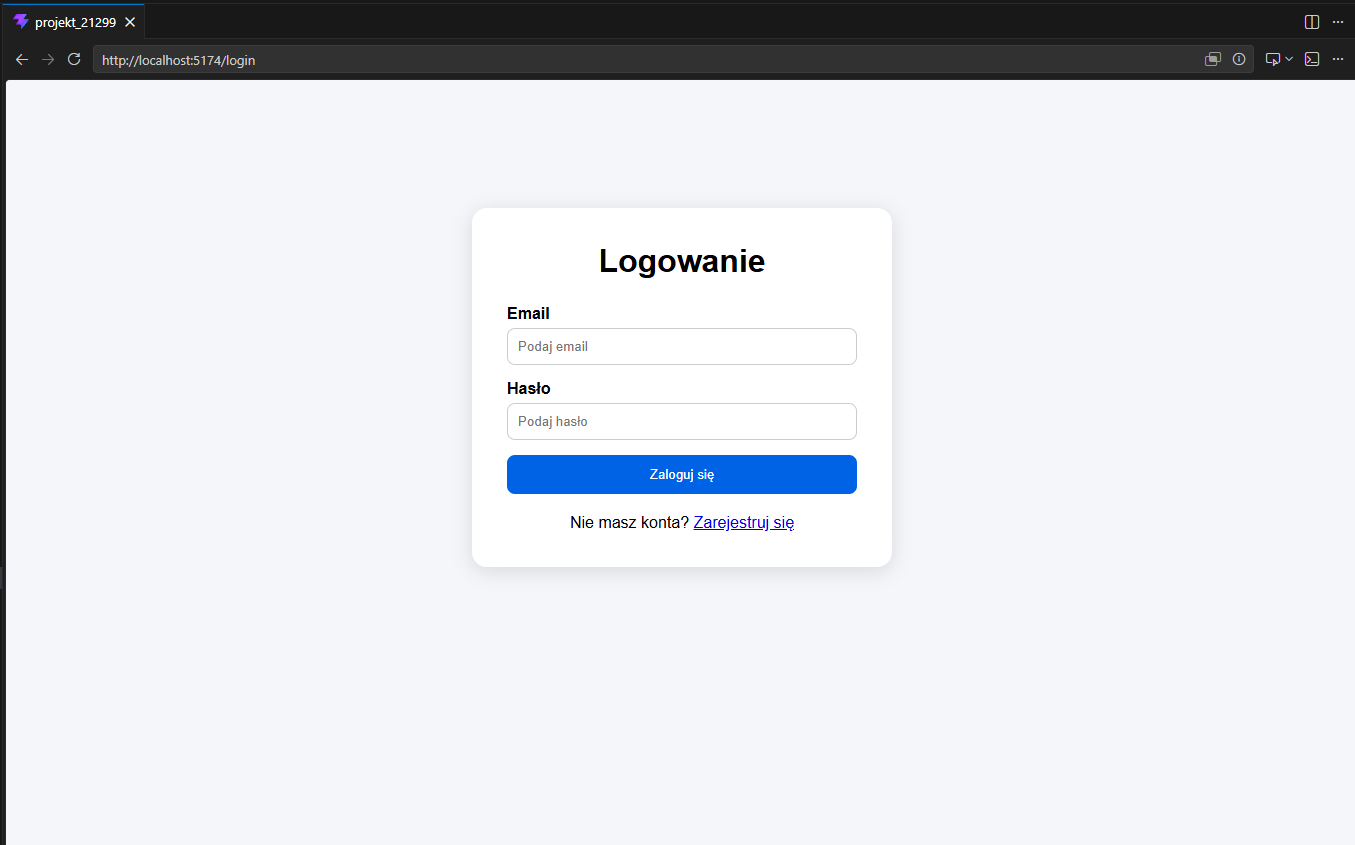 projekt_21299
http://localhost:5174/login
Logowanie
Email
Podaj email
Hasło
Podaj hasło
Zaloguj się
Nie masz konta? Zarejestruj się